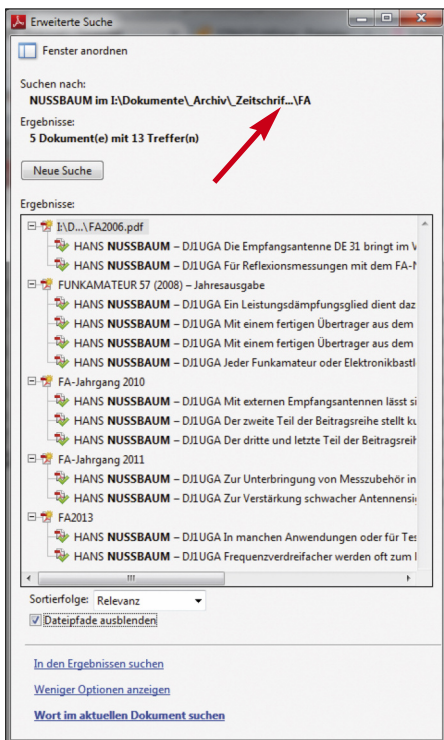 Erweiterte Suche
Fenster anordnen
Suchen nach:
NUSSBAUM im I:\Dokumente\_Archiv\_Zeitschrif...\FA
Ergebnisse:
5 Dokument(e) mit 13 Treffer(n)
Neue Suche
Ergebnisse:
I:\D...\FA2006.pdf
HANS NUSSBAUM – DJ1UGA Die Empfangsantenne DE 31 bringt im
HANS NUSSBAUM – DJ1UGA Für Reflexionsmessungen mit dem
FUNKAMATEUR 57 (2008) – Jahresausgabe
HANS NUSSBAUM – DJ1UGA Ein Leistungsdämpfungsglied dient daz
HANS NUSSBAUM – DJ1UGA Mit einem fertigen Übertrager aus dem
HANS NUSSBAUM – DJ1UGA Mit einem fertigen Übertrager aus dem
HANS NUSSBAUM – DJ1UGA Jeder Funkamateur oder Elektronikbastl
FA-Jahrgang 2010
HANS NUSSBAUM – DJ1UGA Mit externen Empfangsantennen lässt si
HANS NUSSBAUM – DJ1UGA Der zweite Teil der Beitragsreihe stellt ku
HANS NUSSBAUM – DJ1UGA Der dritte und letzte Teil der Beitragsreih
FA-Jahrgang 2011
HANS NUSSBAUM – DJ1UGA Zur Unterbringung von Messzubehör in
HANS NUSSBAUM – DJ1UGA Zur Verstärkung schwacher Antennensi
FA2013
HANS NUSSBAUM – DJ1UGA In manchen Anwendungen oder für Tes
HANS NUSSBAUM – DJ1UGA Frequenzverdreifacher werden oft zum
Sortierfolge: Relevanz
Dateipfade ausblenden
In den Ergebnissen suchen
Weniger Optionen anzeigen
Wort im aktuellen Dokument suchen